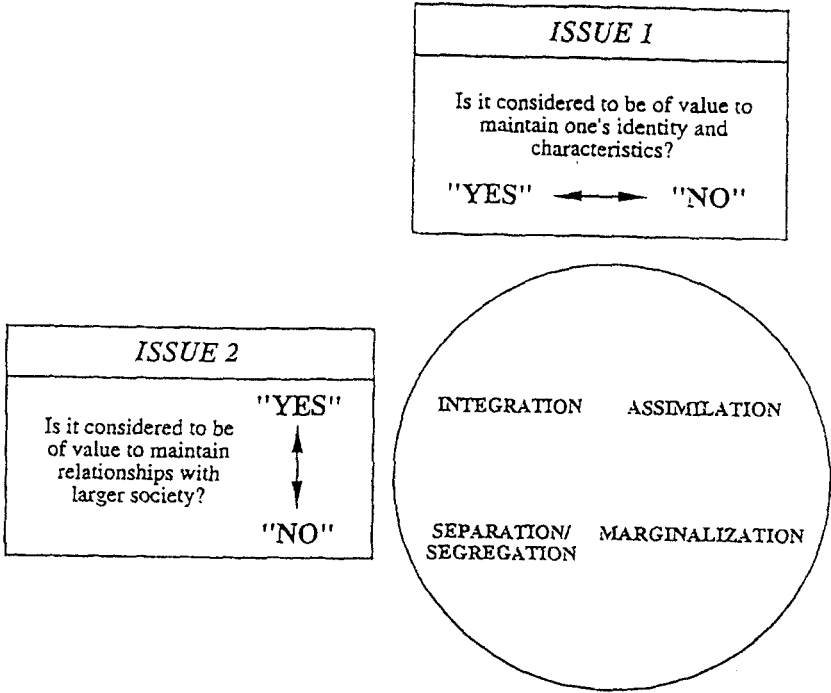 ISSUE 1
Is it considered to be of value to
maintain one's identity and
characteristics?
"YES" "NO"
ISSUE 2
Is it considered to be
of value to maintain
relationships with
larger society?
"YES"
"NO"
INTEGRATION ASSIMILATION
SEPARATION/
SEGREGATION
MARGINALIZATION